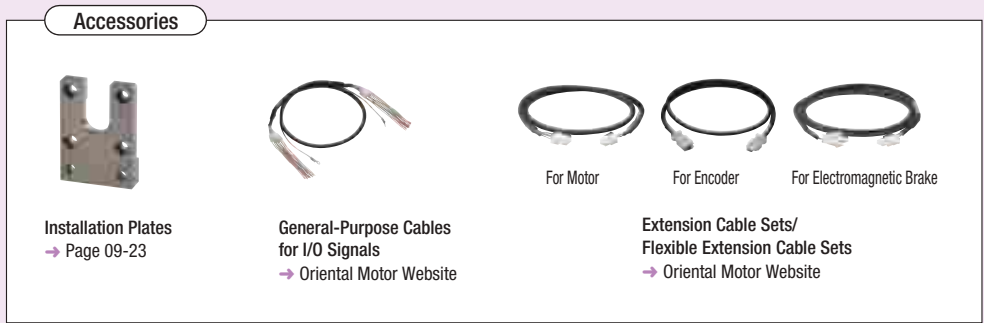 Accessories
For Motor
For Encoder
For Electromagnetic Brake
Installation Plates
→ Page 09-23
General-Purpose Cables
for I/O Signals
→ Oriental Motor Website
Extension Cable Sets/
Flexible Extension Cable Sets
→ Oriental Motor Website